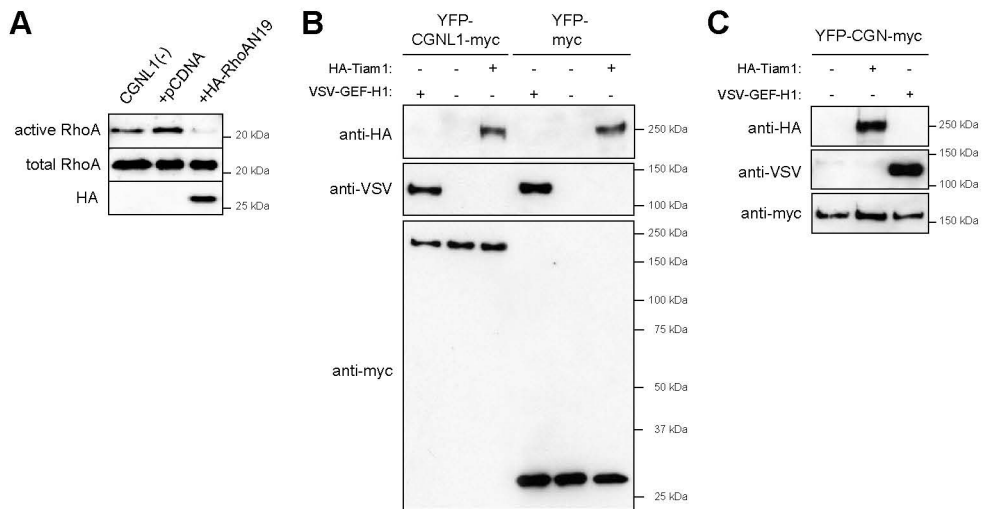 A
CGNL1(-)
+pCDNA
+HA-RhoAN19
active RhoA
20 kDa
total RhoA
20 kDa
HA
25 kDa
B
YFP-
CGNL1-myc
YFP-
myc
HA-Tiam1: - - + - - +
VSV-GEF-H1: + - - + - -
anti-HA
250 kDa
anti-VSV
150 kDa
100 kDa
anti-myc
250 kDa
150 kDa
100 kDa
75 kDa
50 kDa
37 kDa
25 kDa
C
YFP-CGN-myc
HA-Tiam1: - + -
VSV-GEF-H1: - - +
anti-HA
250 kDa
anti-VSV
150 kDa
100 kDa
anti-myc
150 kDa